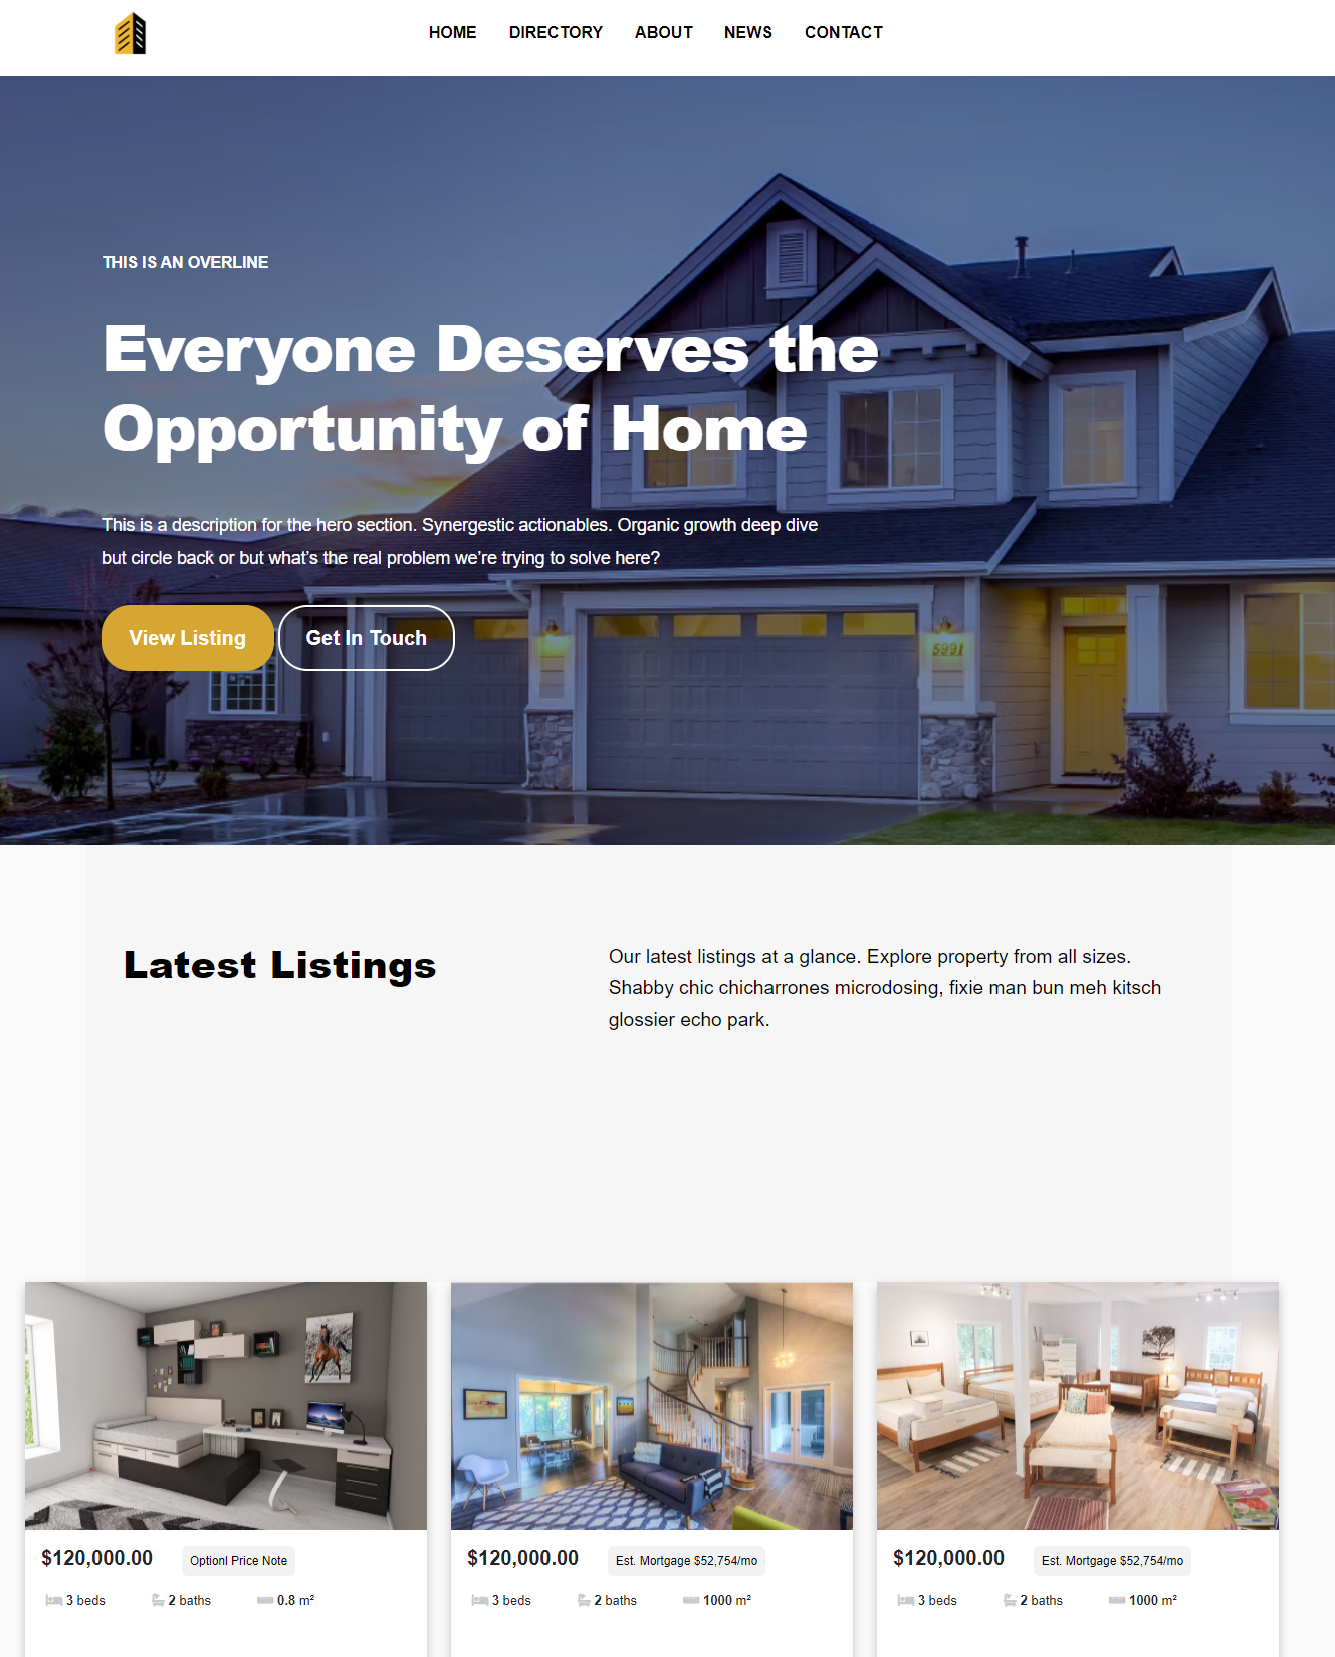 HOME DIRECTORY ABOUT NEWS CONTACT
THIS IS AN OVERLINE
Everyone Deserves the
Opportunity of Home
This is a description for the hero section. Synergestic actionables. Organic growth deep dive
but circle back or but what's the real problem we're trying to solve here?
View Listing Get In Touch
5991
Latest Listings
Our latest listings at a glance. Explore property from all sizes.
Shabby chic chicharrones microdosing, fixie man bun meh kitsch
glossier echo park.
$120,000.00 Optionl Price Note
3 beds 2 baths 0.8 m²
$120,000.00 Est. Mortgage $52,754/mo
3 beds 2 baths 1000 m²
$120,000.00 Est. Mortgage $52,754/mo
3 beds 2 baths 1000 m²